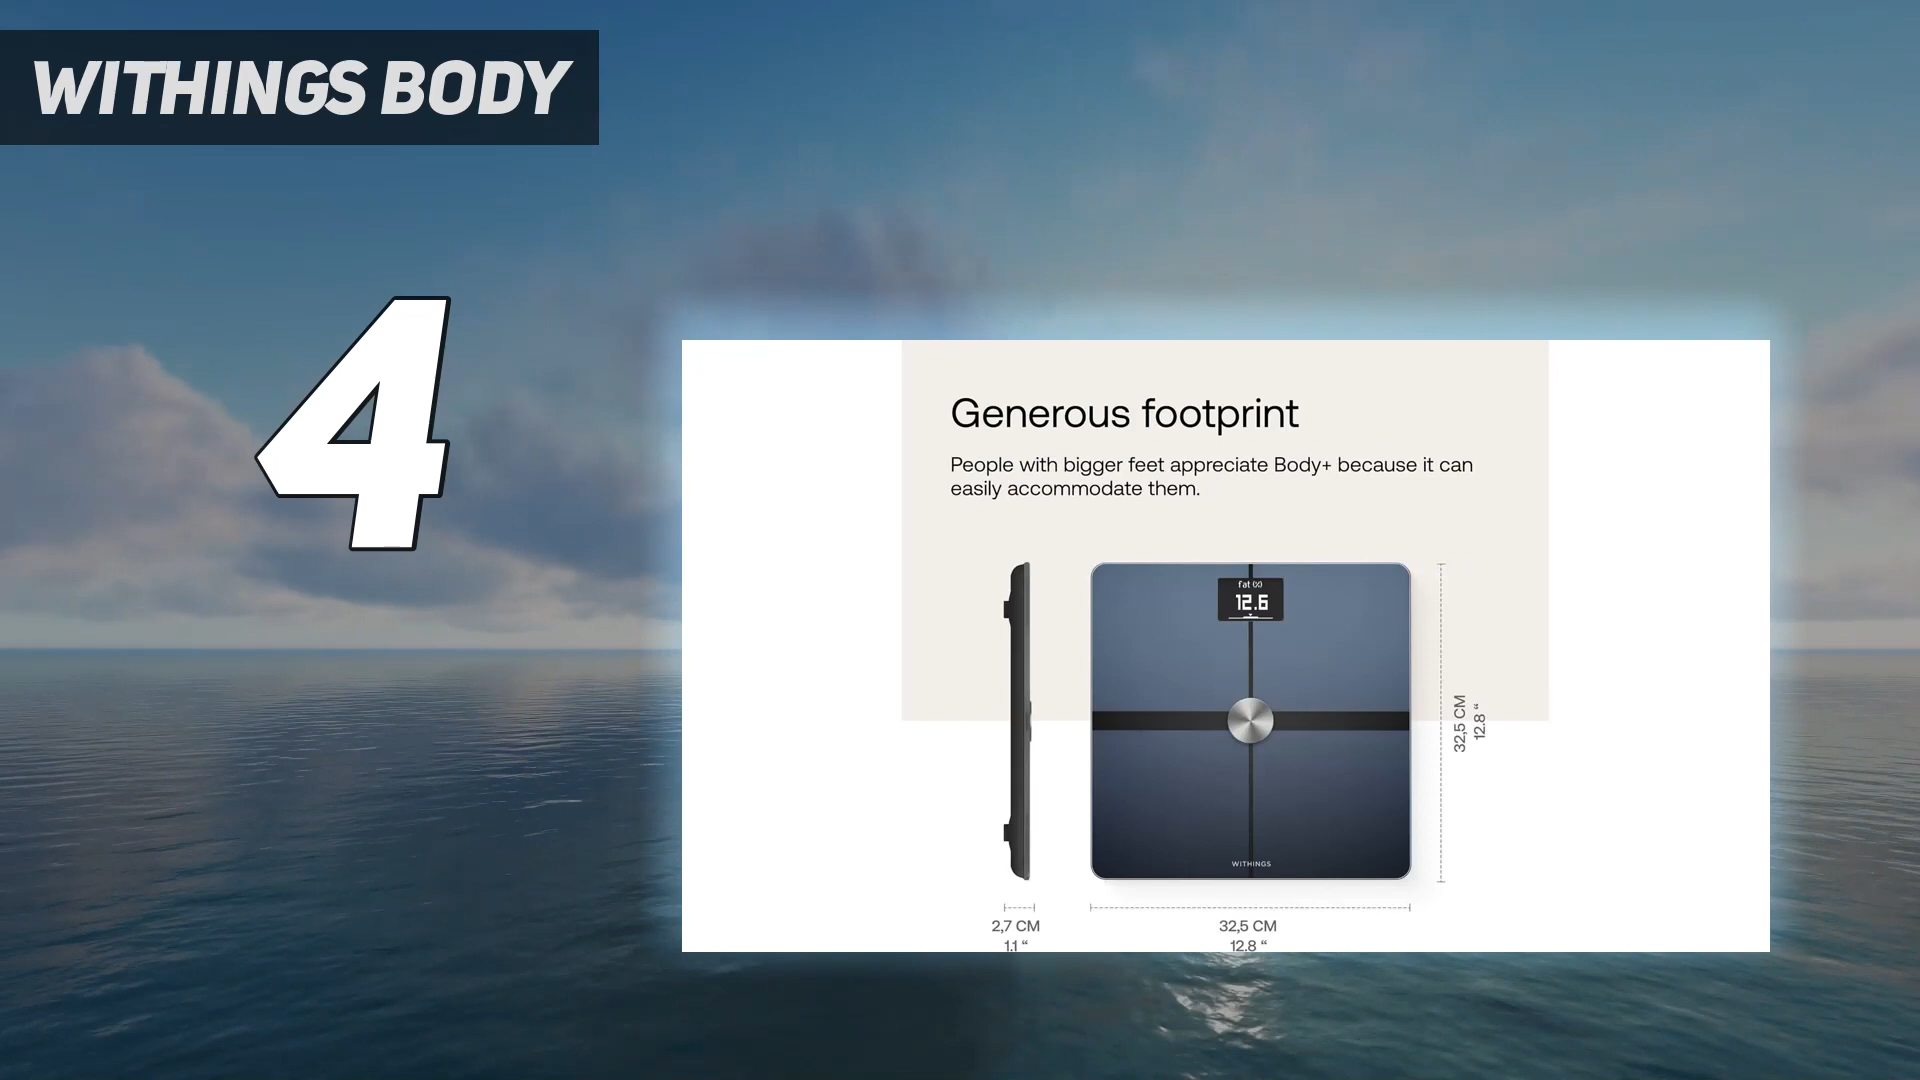 WITHINGS BODY
4
Generous footprint
People with bigger feet appreciate Body+ because it can
easily accommodate them.
fat (%)
12.6
WITHINGS
32,5 CM
12.8 “
2,7 CM
1.1 “
32,5 CM
12.8 “